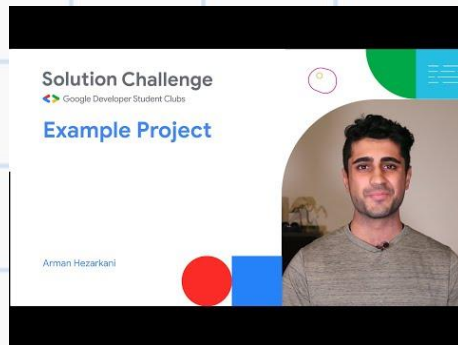 Solution Challenge
Google Developer Student Clubs
Example Project
Arman Hezarkani